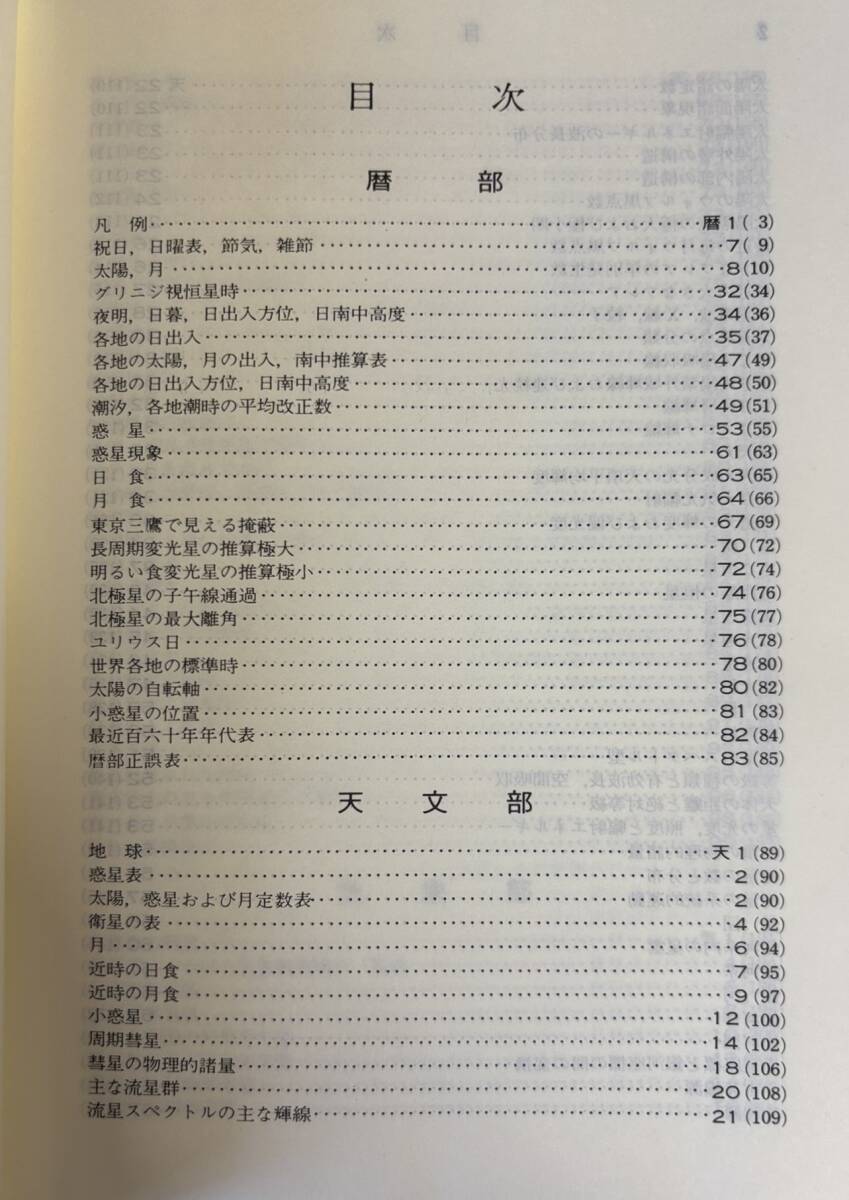 目次
暦部
凡例 暦1(3)
祝日,日曜表,節気,雑節 7(9)
太陽,月 8(10)
グリニジ視恒星時 32(34)
夜明,日暮,日出入方位,日南中高度 34(36)
各地の日出入 35(37)
各地の太陽,月の出入,南中推算表 47(49)
各地の日出入方位,日南中高度 48(50)
潮汐,各地潮時の平均改正数 49(51)
惑星 53(55)
惑星現象 61(63)
日食 63(65)
月食 64(66)
東京三鷹で見える掩蔽 67(69)
長周期変光星の推算極大 70(72)
明るい食変光星の推算極小 72(74)
北極星の子午線通過 74(76)
北極星の最大離角 75(77)
ユリウス日 76(78)
世界各地の標準時 78(80)
太陽の自転軸 80(82)
小惑星の位置 81(83)
最近百六十年年代表 82(84)
暦部正誤表 83(85)
天文部
地球 天1(89)
惑星表 2(90)
太陽,惑星および月定数表 2(90)
衛星の表 4(92)
月 6(94)
近時の日食 7(95)
近時の月食 9(97)
小惑星 12(100)
周期彗星 14(102)
彗星の物理的諸量 18(106)
主な流星群 20(108)
流星スペクトルの主な輝線 21(109)